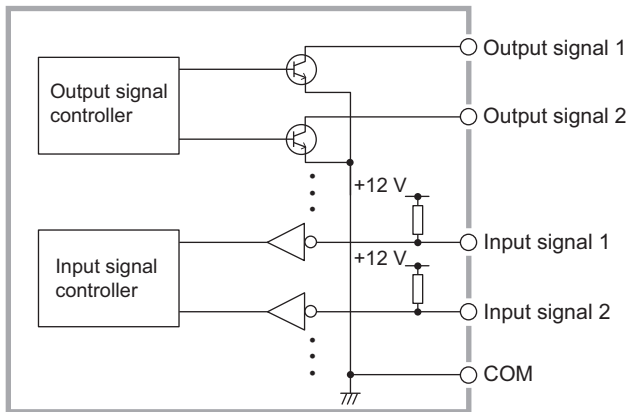 Output signal 1
Output signal controller
Output signal 2
+12 V
Input signal 1
+12 V
Input signal controller
Input signal 2
COM